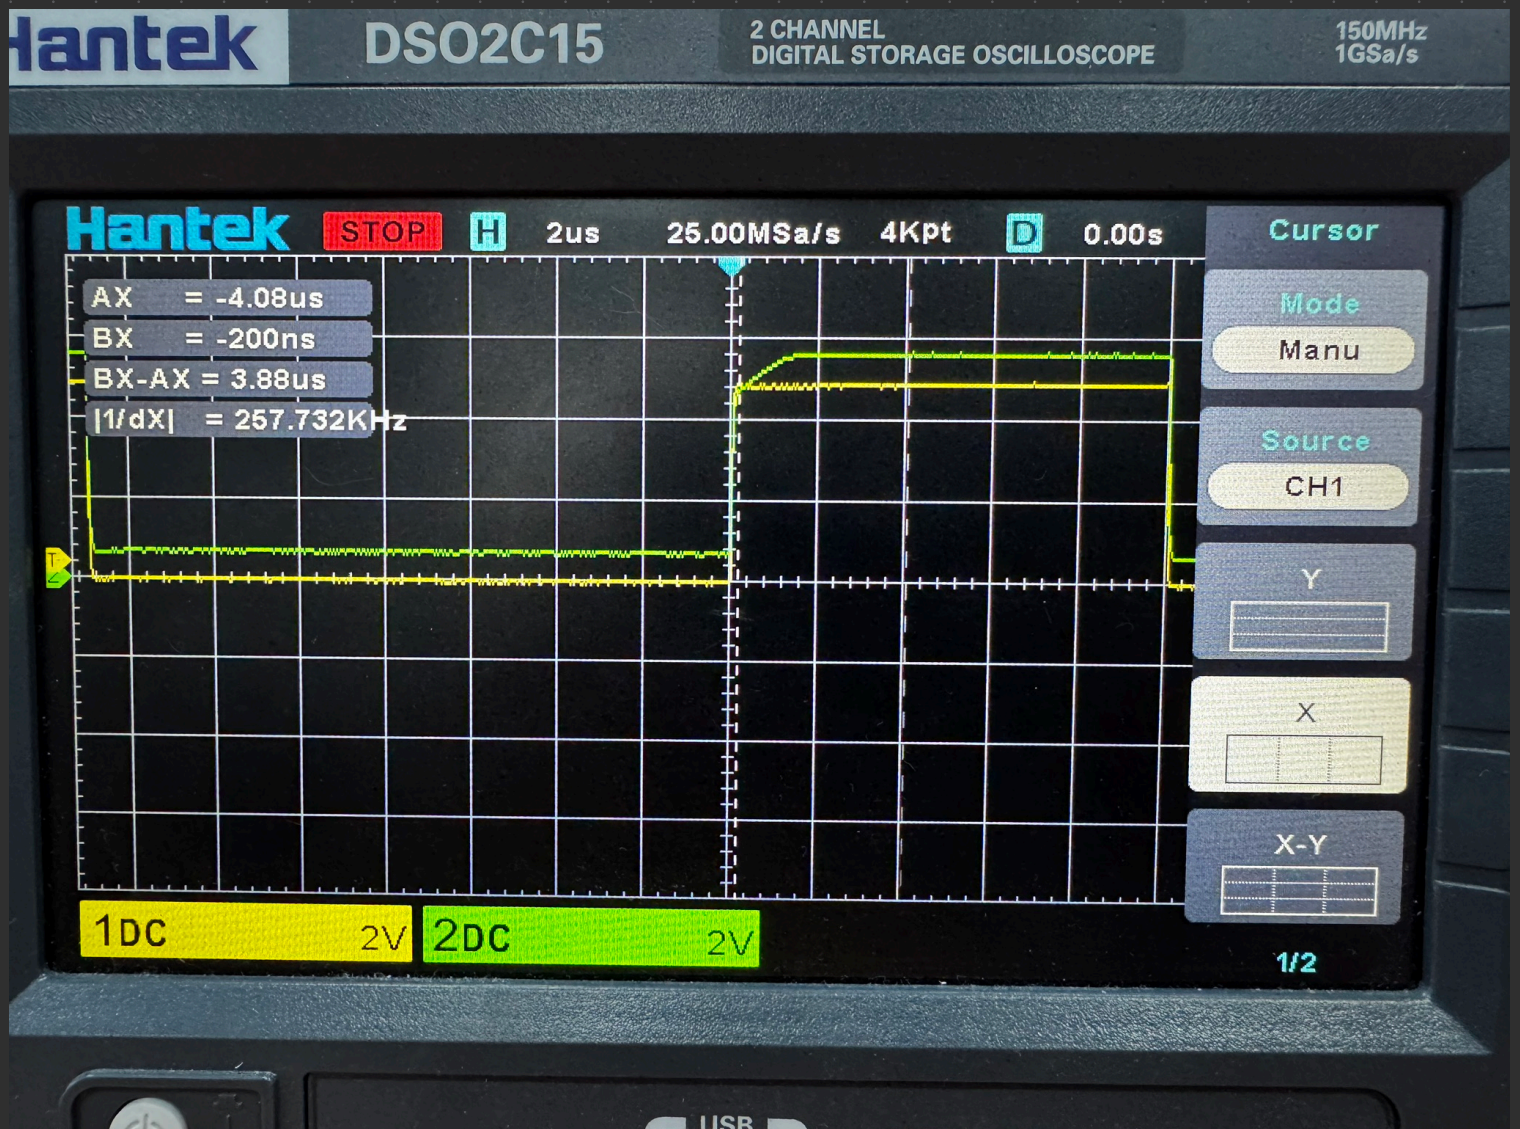 Hantek
DSO2C15
2 CHANNEL
DIGITAL STORAGE OSCILLOSCOPE
150MHz
1GSa/s
Hantek
STOP
H
2us
25.00MSa/s
4Kpt
D
0.00s
AX = -4.08us
BX = -200ns
BX-AX = 3.88us
|1/dX| = 257.732KHz
T
2
1DC
2V
2DC
2V
Cursor
Mode
Manu
Source
CH1
Y
X
X-Y
1/2
USB